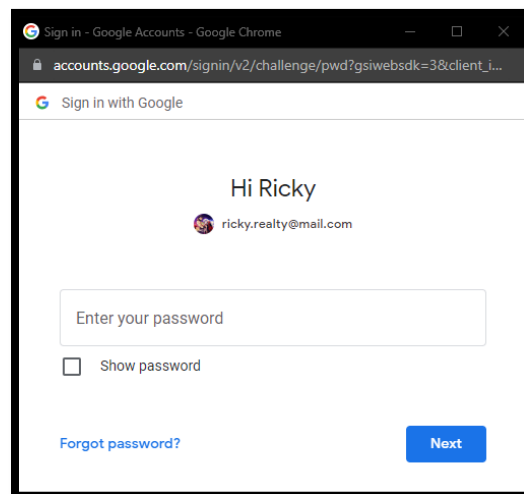 Sign in - Google Accounts - Google Chrome
accounts.google.com/signin/v2/challenge/pwd?gsiwebsdk=3&client_i...
Sign in with Google
Hi Ricky
ricky.realty@mail.com
Enter your password
Show password
Forgot password?
Next